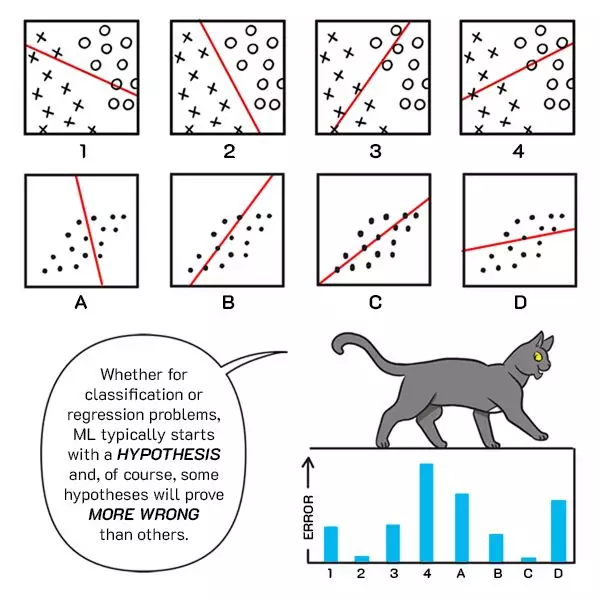 1 2 3 4
A B C D
Whether for
classification or
regression problems,
ML typically starts
with a HYPOTHESIS
and, of course, some
hypotheses will prove
MORE WRONG
than others.
ERROR
1 2 3 4 A B C D